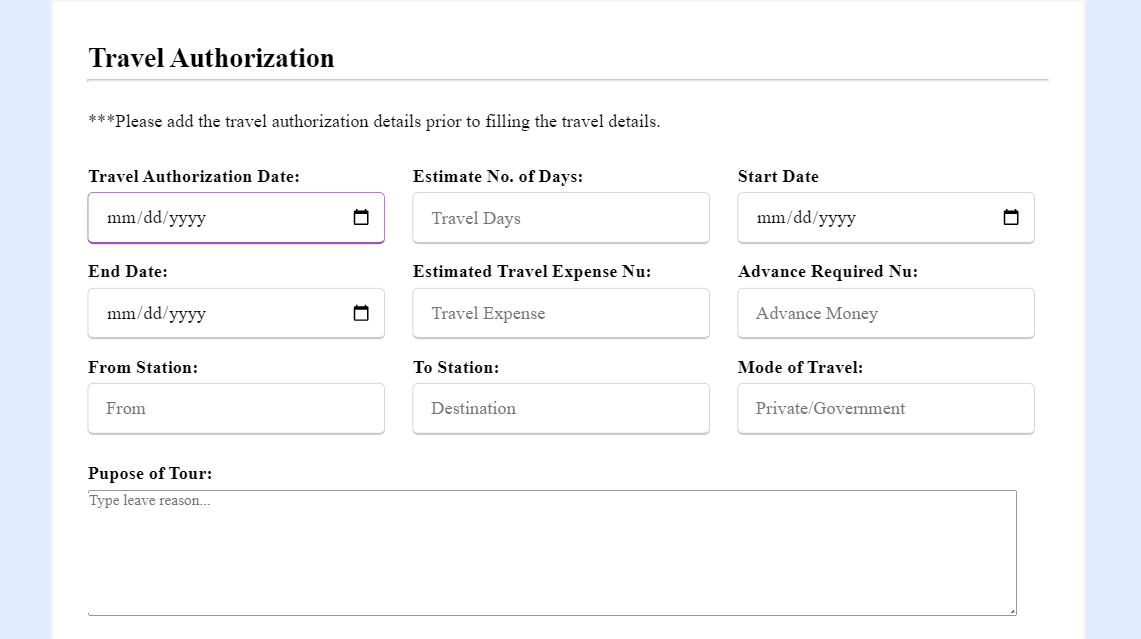 Travel Authorization
***Please add the travel authorization details prior to filling the travel details.
Travel Authorization Date: Estimate No. of Days: Start Date
mm/dd/yyyy Travel Days mm/dd/yyyy
End Date: Estimated Travel Expense Nu: Advance Required Nu:
mm/dd/yyyy Travel Expense Advance Money
From Station: To Station: Mode of Travel:
From Destination Private/Government
Pupose of Tour:
Type leave reason...